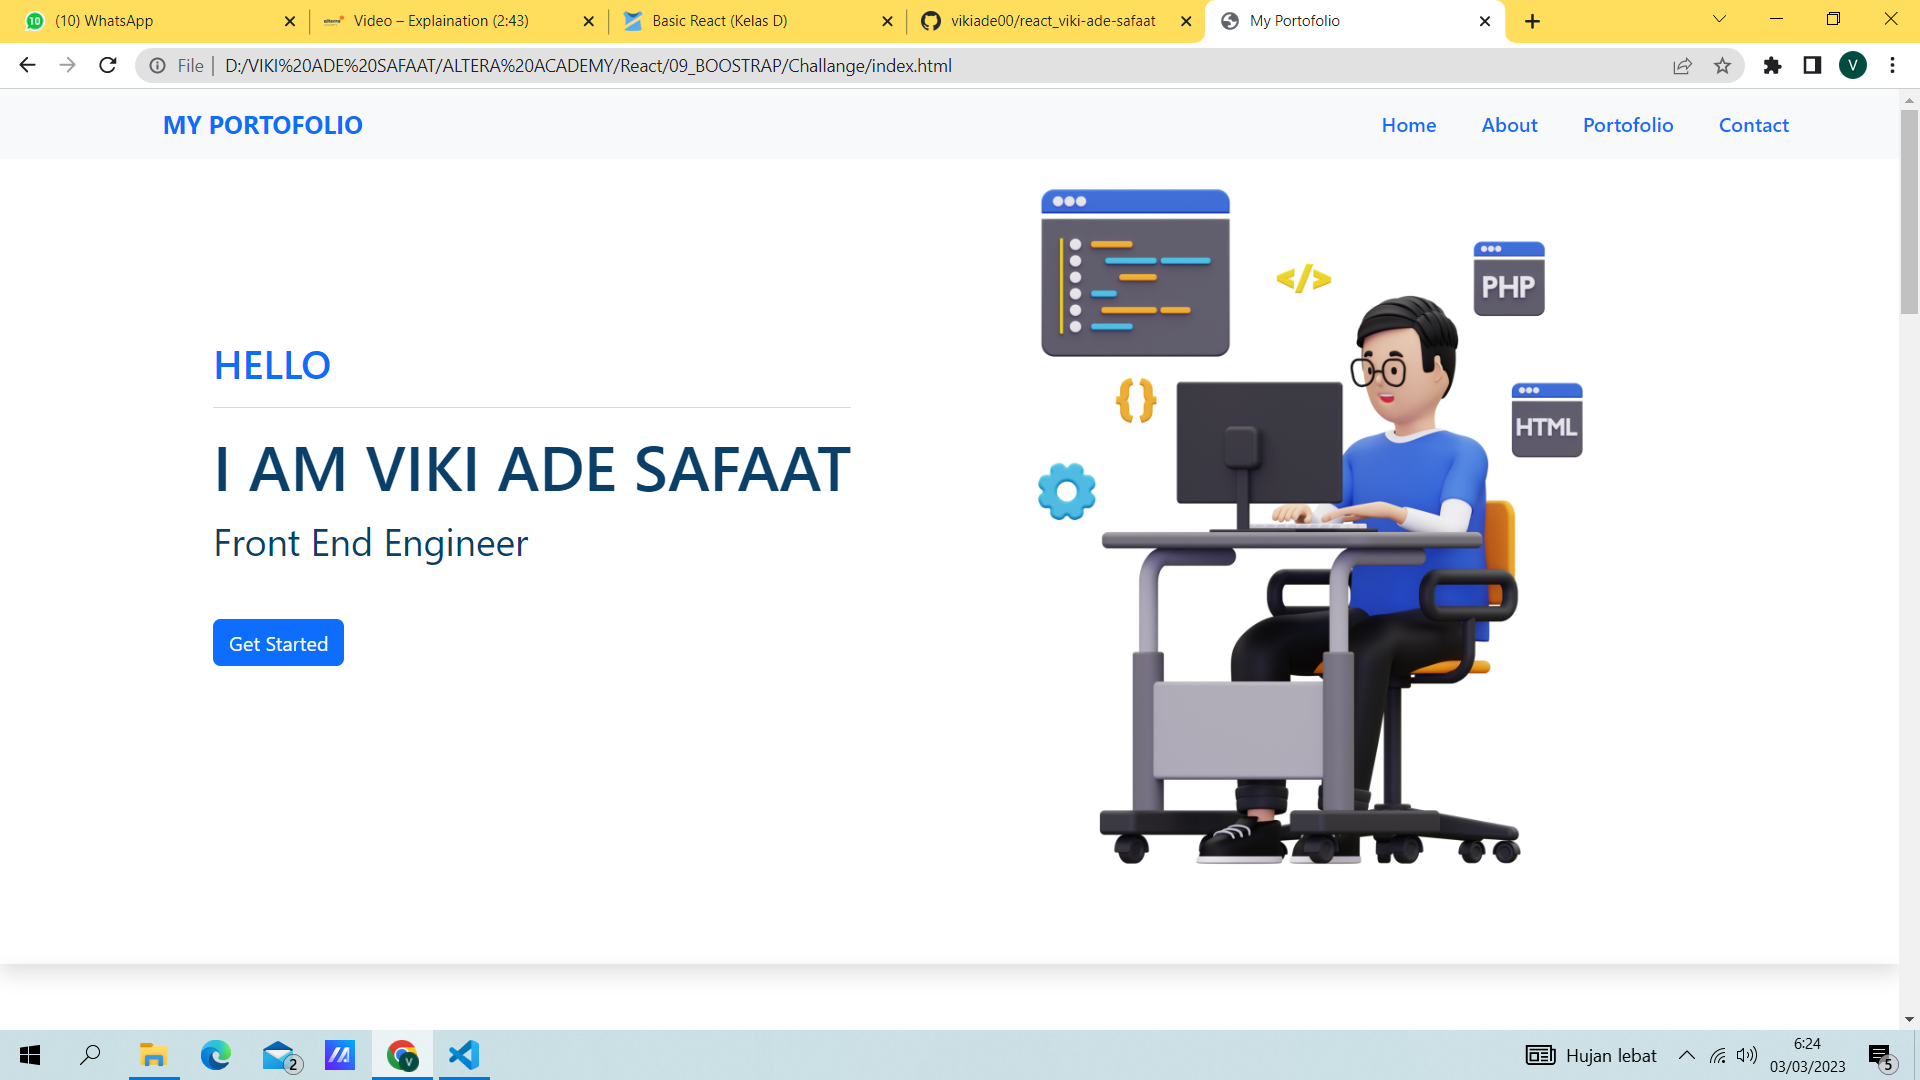 (10) WhatsApp
Video – Explaination (2:43)
Basic React (Kelas D)
vikiade00/react_viki-ade-safaat
My Portofolio
File
D:/VIKI%20ADE%20SAFAAT/ALTERA%20ACADEMY/React/09_BOOSTRAP/Challange/index.html
V
MY PORTOFOLIO
Home
About
Portofolio
Contact
</>
PHP
HELLO
{}
HTML
I AM VIKI ADE SAFAAT
Front End Engineer
Get Started
2
V
Hujan lebat
6:24
03/03/2023
5